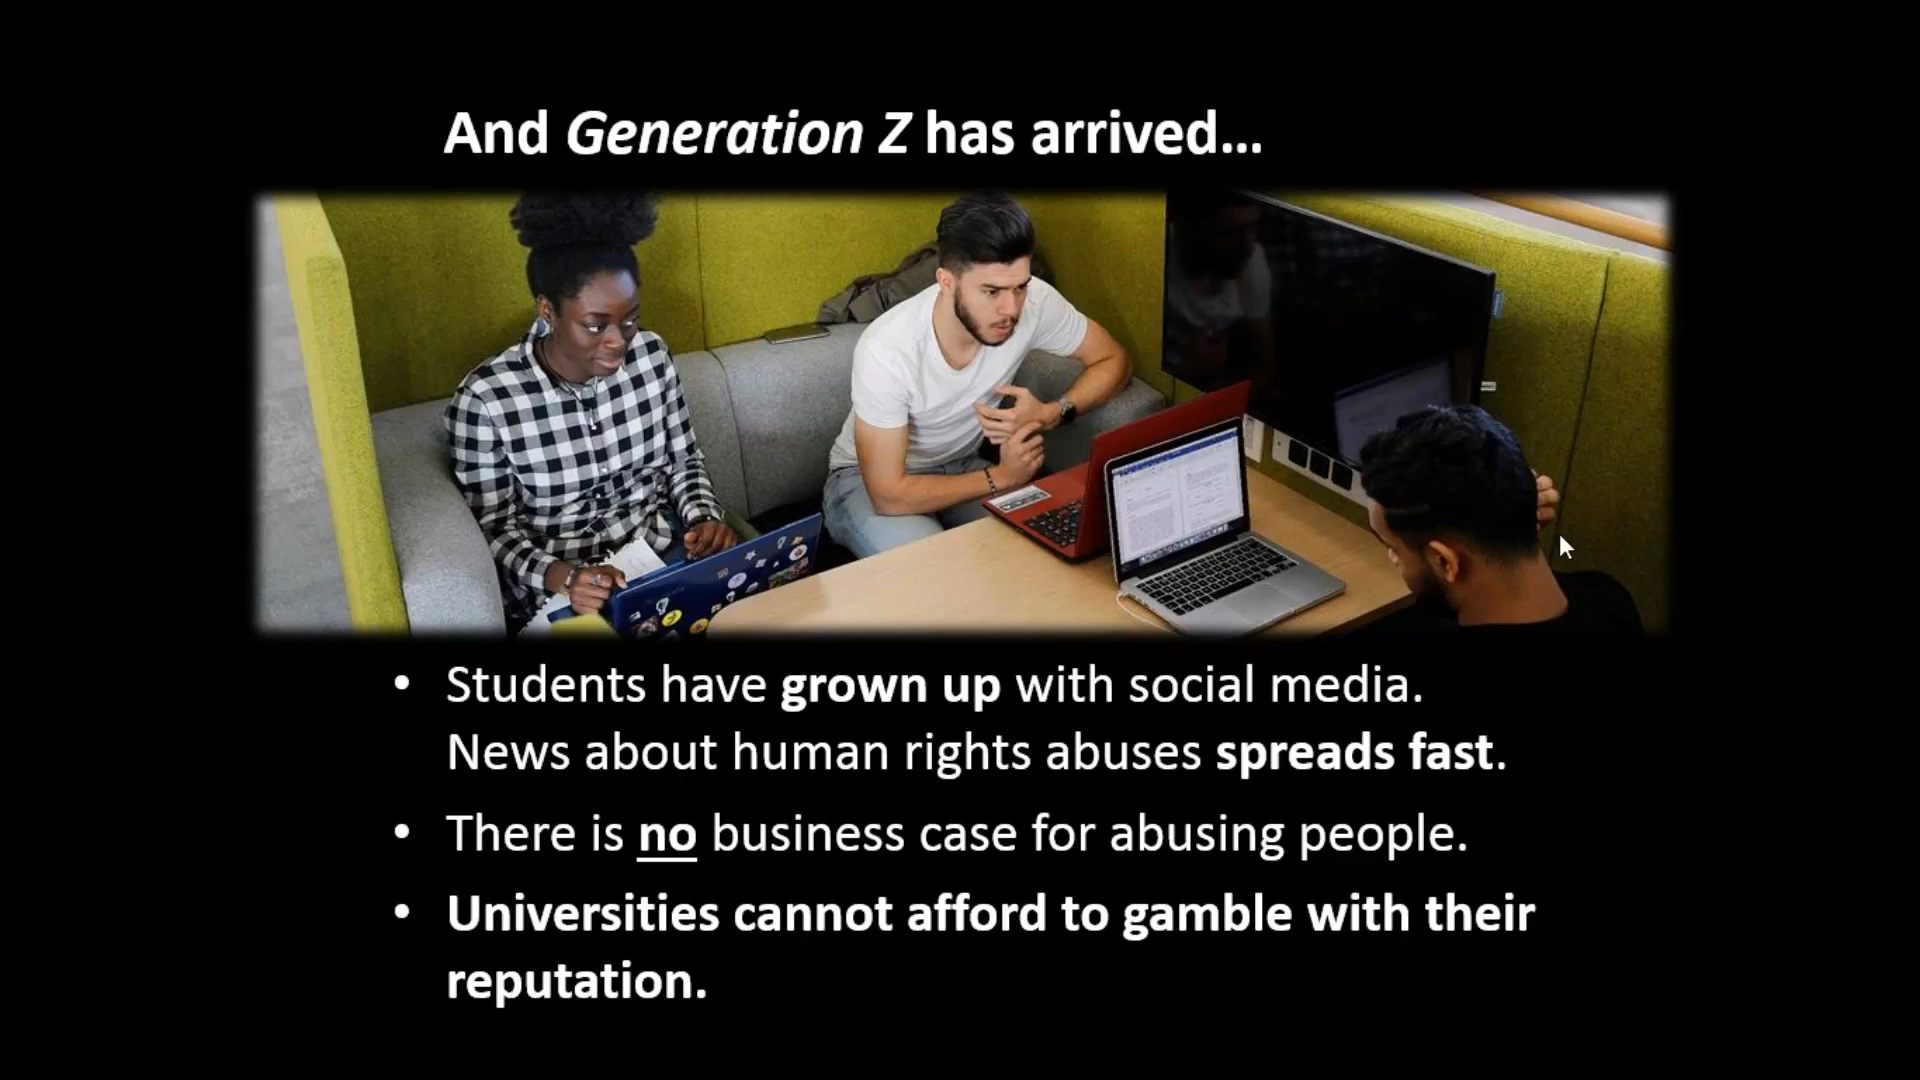 And Generation Z has arrived...
• Students have grown up with social media.
News about human rights abuses spreads fast.
• There is no business case for abusing people.
• Universities cannot afford to gamble with their
reputation.